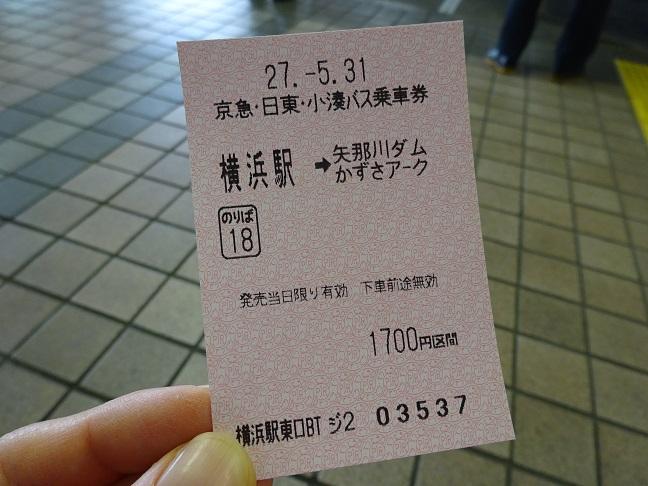 27.-5.31
京急・日東・小湊バス乗車券
横浜駅 ➡ 矢那川ダム
かずさアーク
のりば
18
発売当日限り有効 下車前途無効
1700円区間
横浜駅東口BT ジ2 03537